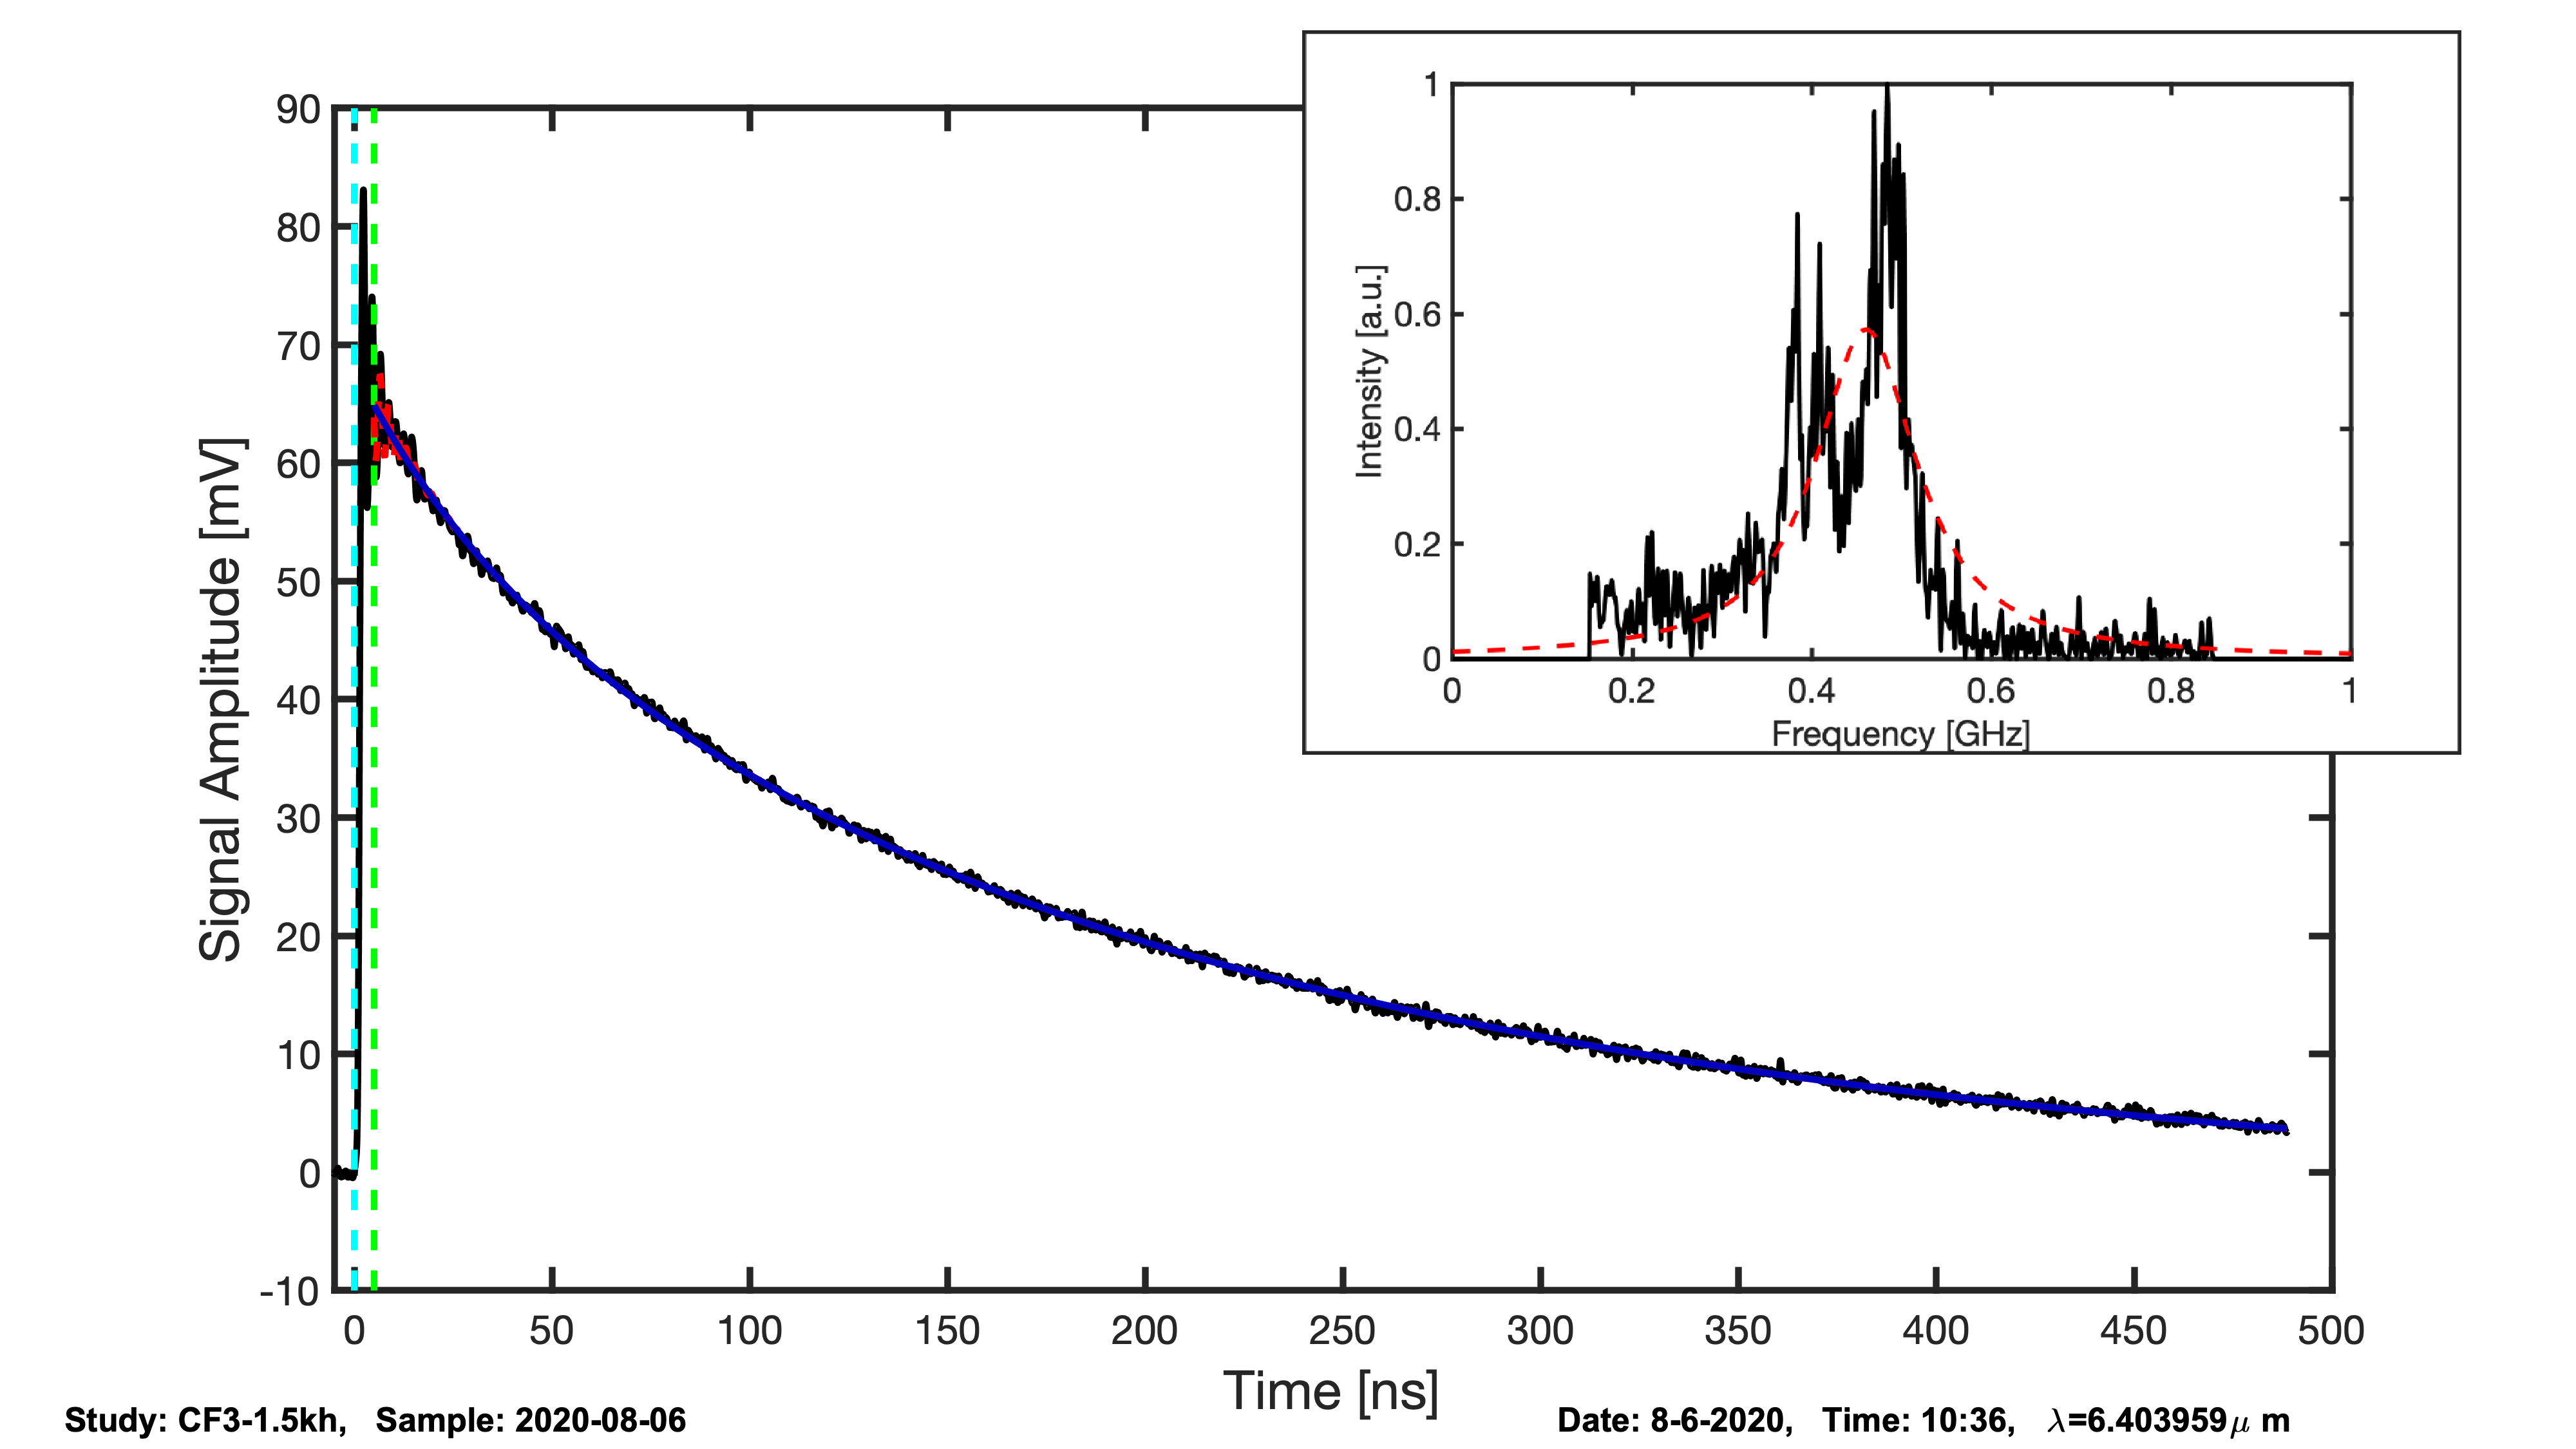 1
0.8
0.6
0.4
0.2
0
Intensity [a.u.]
0 0.2 0.4 0.6 0.8 1
Frequency [GHz]
90
80
70
60
50
40
30
20
10
0
-10
Signal Amplitude [mV]
0 50 100 150 200 250 300 350 400 450 500
Time [ns]
Study: CF3-1.5kh, Sample: 2020-08-06
Date: 8-6-2020, Time: 10:36, λ=6.403959μ m